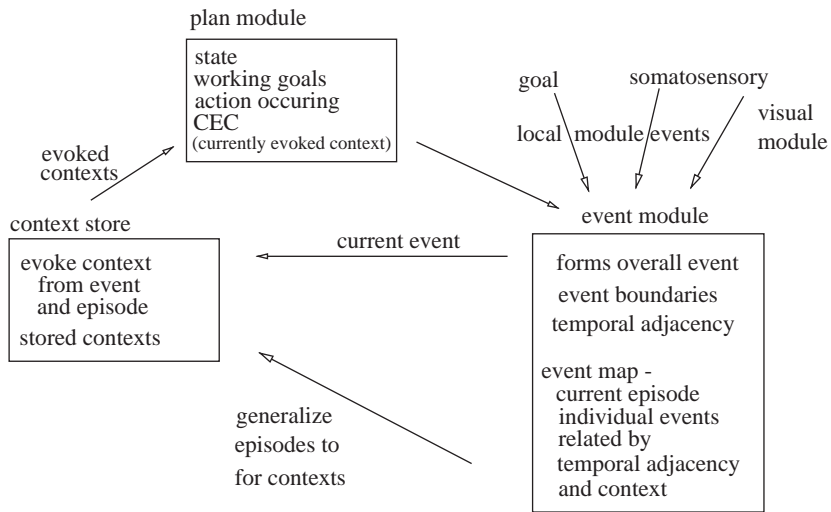 plan module
state
working goals
action occuring
CEC
(currently evoked context)
goal
somatosensory
visual
module
local module events
evoked
contexts
event module
context store
current event
evoke context
from event
and episode
stored contexts
forms overall event
event boundaries
temporal adjacency
event map -
current episode
individual events
related by
temporal adjacency
and context
generalize
episodes to
for contexts